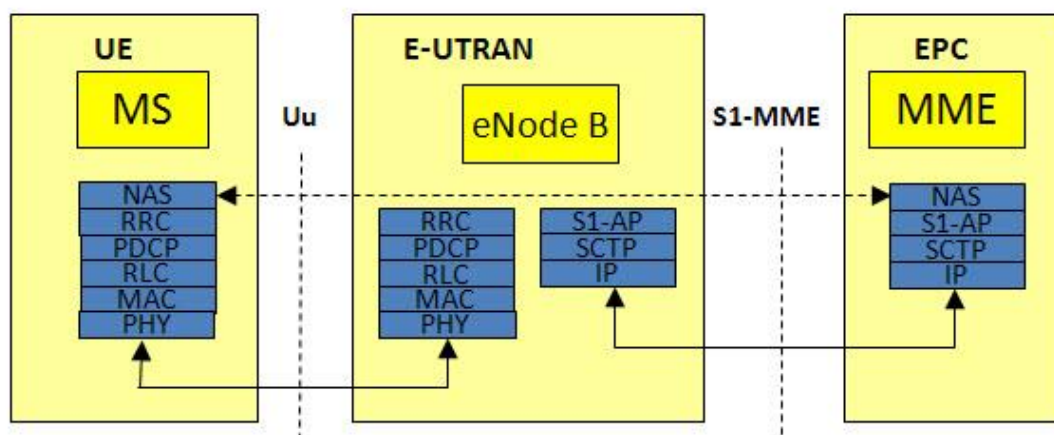 UE
E-UTRAN
EPC
MS
Uu
eNode B
S1-MME
MME
NAS
RRC
PDCP
RLC
MAC
PHY
RRC
PDCP
RLC
MAC
PHY
S1-AP
SCTP
IP
NAS
S1-AP
SCTP
IP